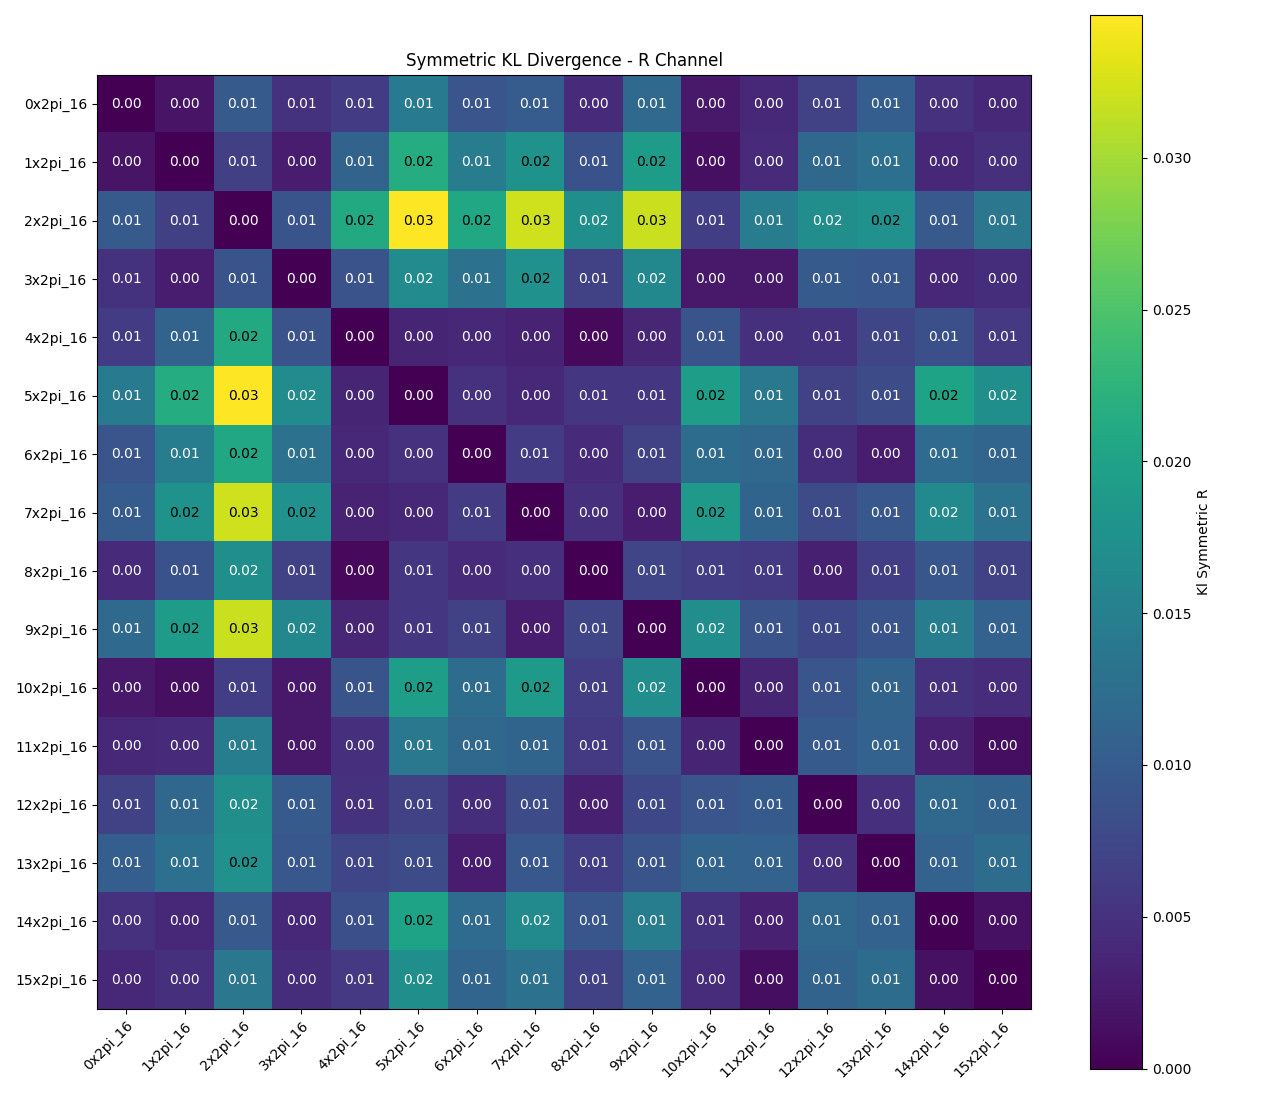 Symmetric KL Divergence - R Channel
0x2pi_16 0.00 0.00 0.01 0.01 0.01 0.01 0.01 0.01 0.00 0.01 0.00 0.00 0.01 0.01 0.00 0.00
1x2pi_16 0.00 0.00 0.01 0.00 0.01 0.02 0.01 0.02 0.01 0.02 0.00 0.00 0.01 0.01 0.00 0.00
2x2pi_16 0.01 0.01 0.00 0.01 0.02 0.03 0.02 0.03 0.02 0.03 0.01 0.01 0.02 0.02 0.01 0.01
3x2pi_16 0.01 0.00 0.01 0.00 0.01 0.02 0.01 0.02 0.01 0.02 0.00 0.00 0.01 0.01 0.00 0.00
4x2pi_16 0.01 0.01 0.02 0.01 0.00 0.00 0.00 0.00 0.00 0.00 0.01 0.00 0.01 0.01 0.01 0.01
5x2pi_16 0.01 0.02 0.03 0.02 0.00 0.00 0.00 0.00 0.01 0.01 0.02 0.01 0.01 0.01 0.02 0.02
6x2pi_16 0.01 0.01 0.02 0.01 0.00 0.00 0.00 0.01 0.00 0.01 0.01 0.01 0.00 0.00 0.01 0.01
7x2pi_16 0.01 0.02 0.03 0.02 0.00 0.00 0.01 0.00 0.00 0.00 0.02 0.01 0.01 0.01 0.02 0.01
8x2pi_16 0.00 0.01 0.02 0.01 0.00 0.01 0.00 0.00 0.00 0.01 0.01 0.01 0.00 0.01 0.01 0.01
9x2pi_16 0.01 0.02 0.03 0.02 0.00 0.01 0.01 0.00 0.01 0.00 0.02 0.01 0.01 0.01 0.01 0.01
10x2pi_16 0.00 0.00 0.01 0.00 0.01 0.02 0.01 0.02 0.01 0.02 0.00 0.00 0.01 0.01 0.01 0.00
11x2pi_16 0.00 0.00 0.01 0.00 0.00 0.01 0.01 0.01 0.01 0.01 0.00 0.00 0.01 0.01 0.00 0.00
12x2pi_16 0.01 0.01 0.02 0.01 0.01 0.01 0.00 0.01 0.00 0.01 0.01 0.01 0.00 0.00 0.01 0.01
13x2pi_16 0.01 0.01 0.02 0.01 0.01 0.01 0.00 0.01 0.01 0.01 0.01 0.01 0.00 0.00 0.01 0.01
14x2pi_16 0.00 0.00 0.01 0.00 0.01 0.02 0.01 0.02 0.01 0.01 0.01 0.00 0.01 0.01 0.00 0.00
15x2pi_16 0.00 0.00 0.01 0.00 0.01 0.02 0.01 0.01 0.01 0.01 0.00 0.00 0.01 0.01 0.00 0.00
0x2pi_16 1x2pi_16 2x2pi_16 3x2pi_16 4x2pi_16 5x2pi_16 6x2pi_16 7x2pi_16 8x2pi_16 9x2pi_16 10x2pi_16 11x2pi_16 12x2pi_16 13x2pi_16 14x2pi_16 15x2pi_16
0.030
0.025
0.020
0.015
0.010
0.005
0.000
Kl Symmetric R